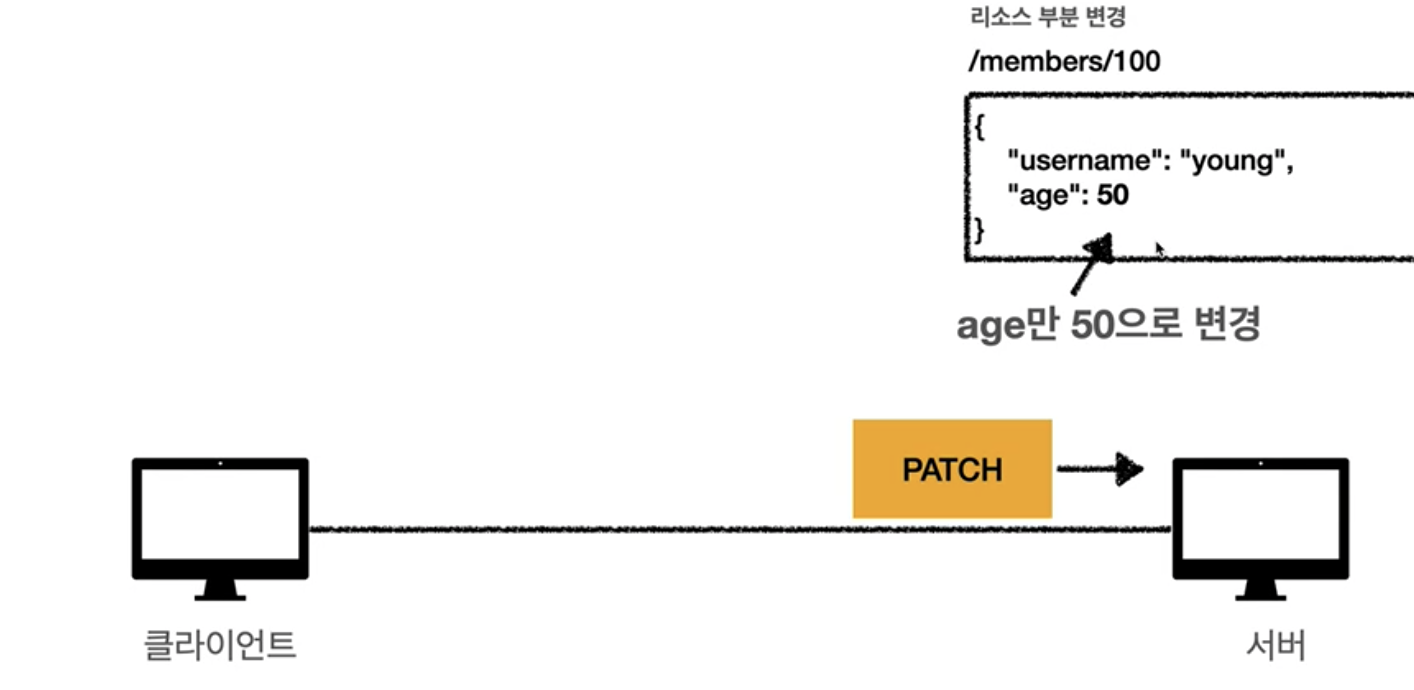 리소스 부분 변경
/members/100
{
"username": "young",
"age": 50
}
age만 50으로 변경
PATCH
클라이언트
서버